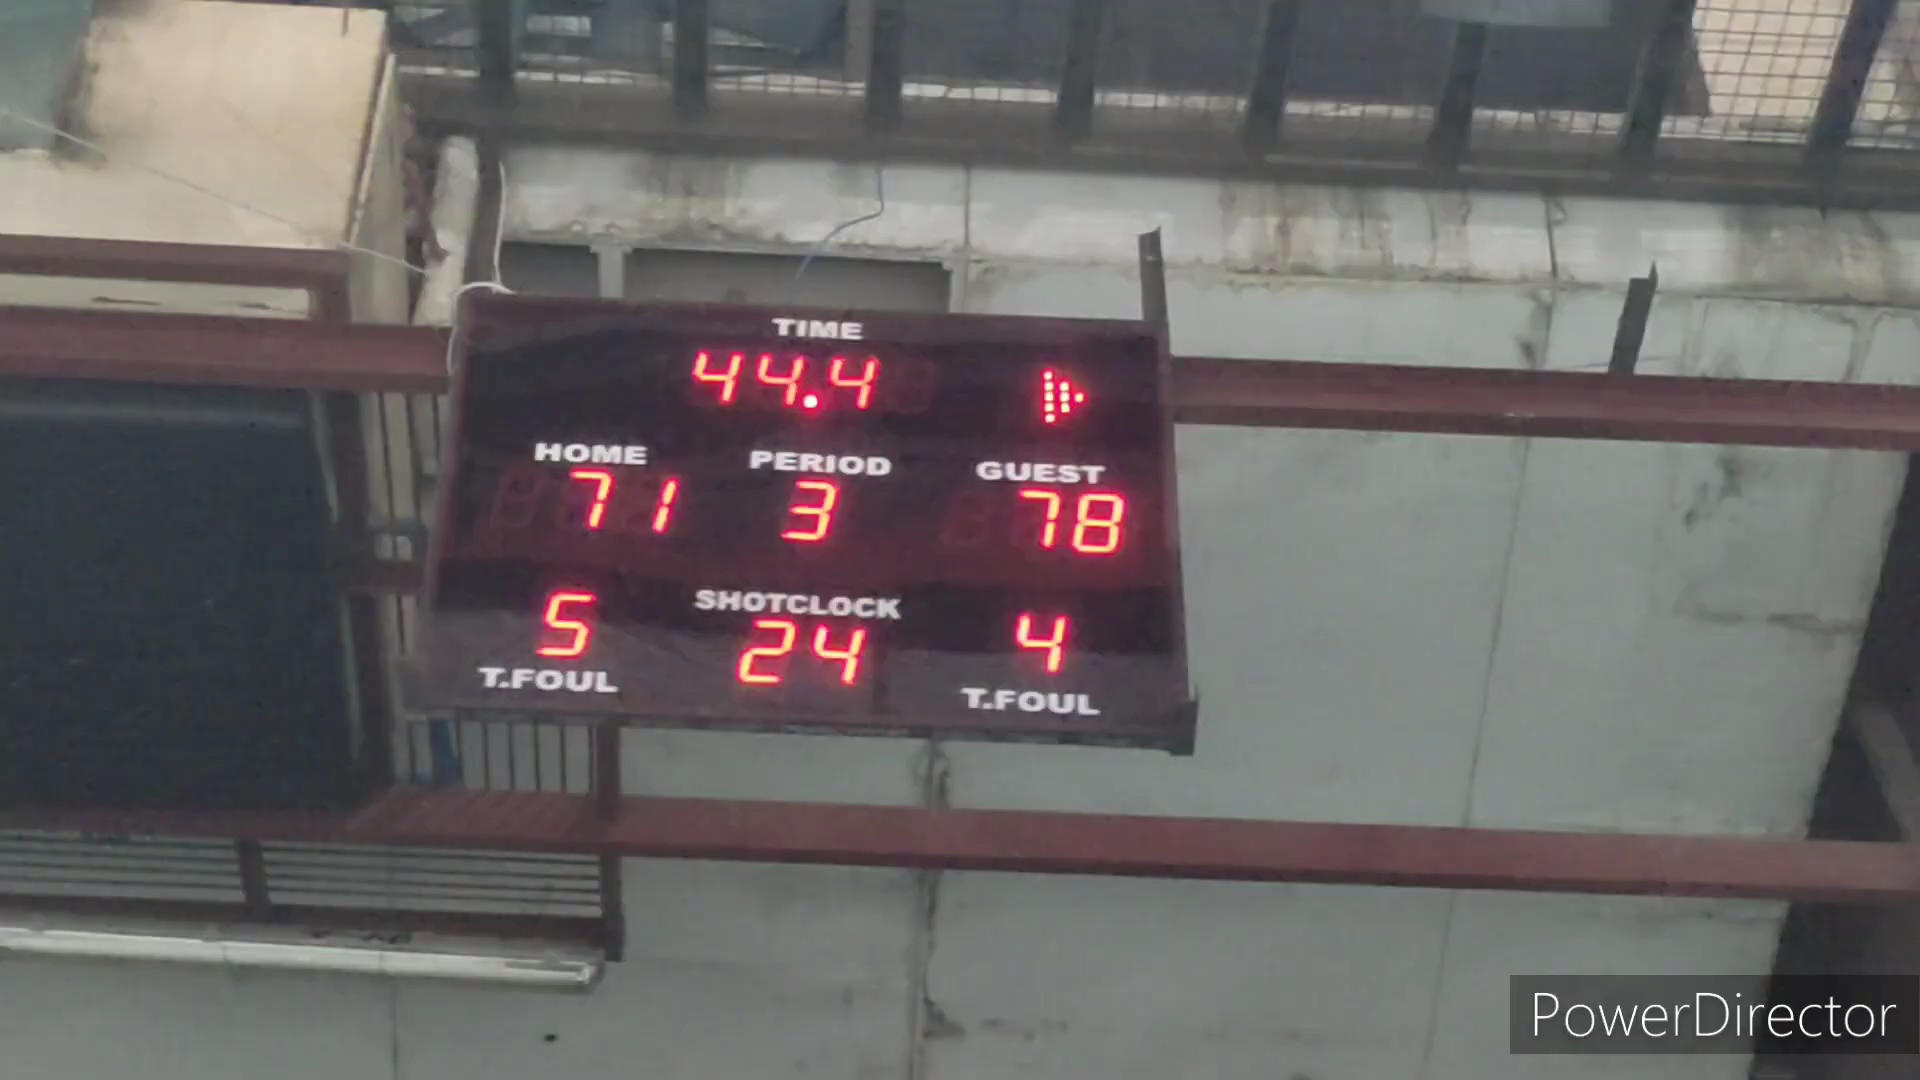 TIME
44.4
HOME PERIOD GUEST
71 3 78
SHOTCLOCK
5 24 4
T.FOUL T.FOUL
PowerDirector